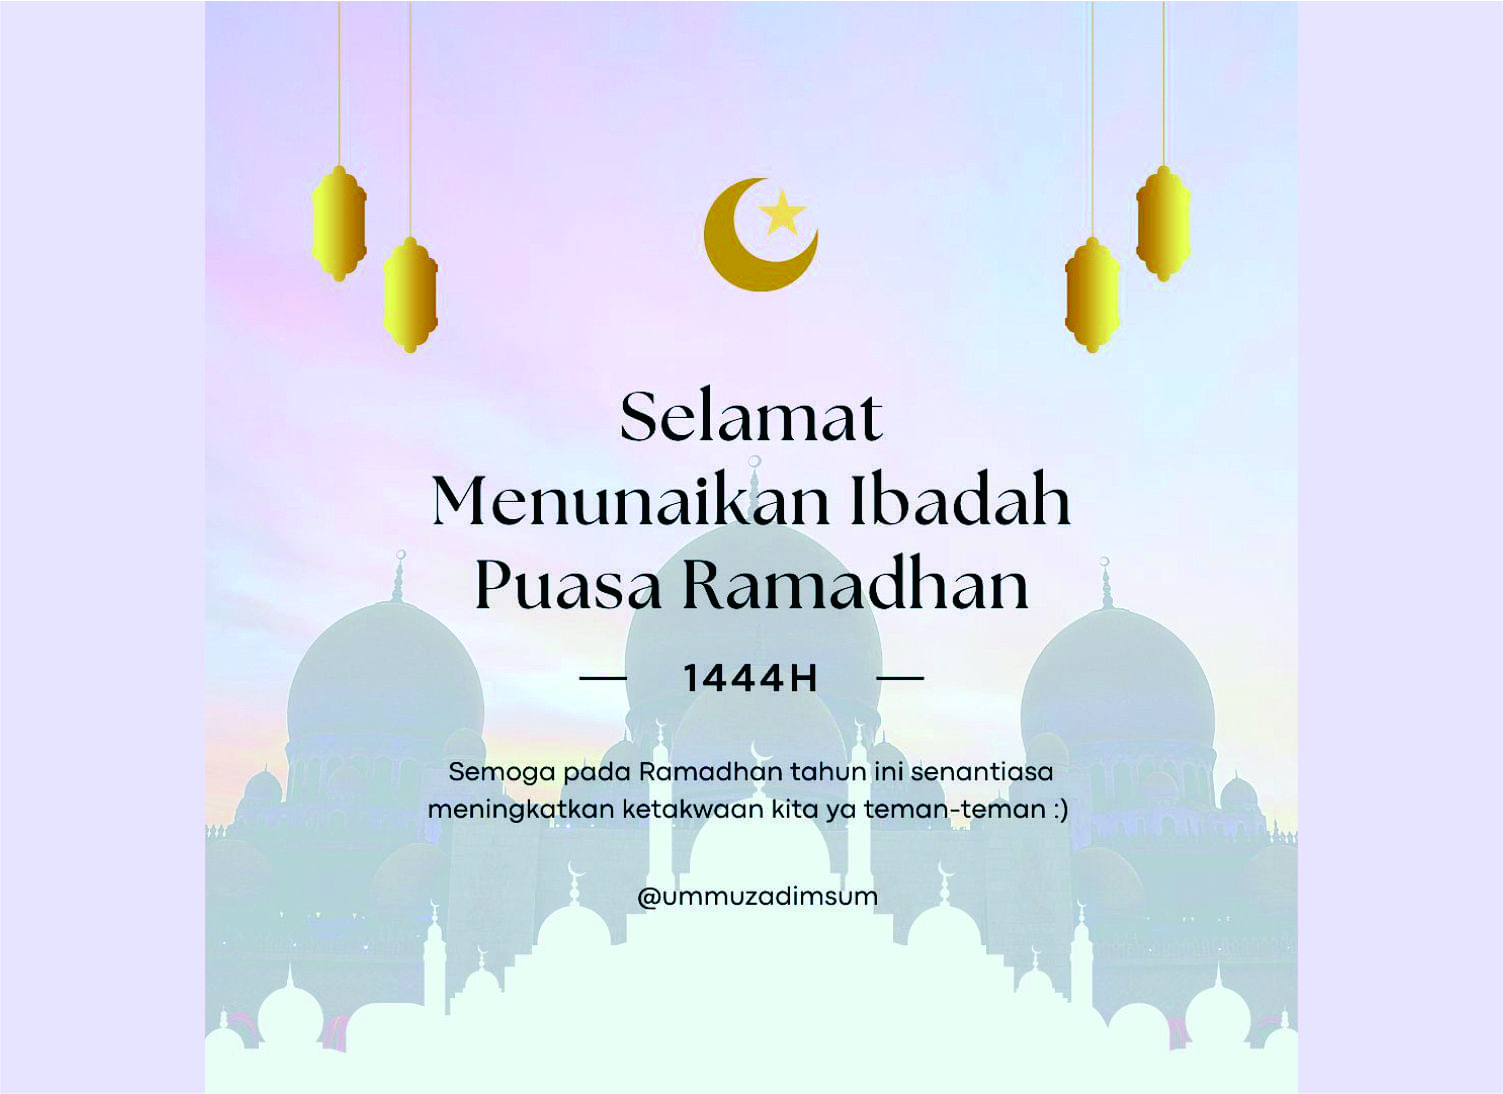 Selamat
Menunaikan Ibadah
Puasa Ramadhan
1444H
Semoga pada Ramadhan tahun ini senantiasa
meningkatkan ketakwaan kita ya teman-teman :)
@ummuzadimsum